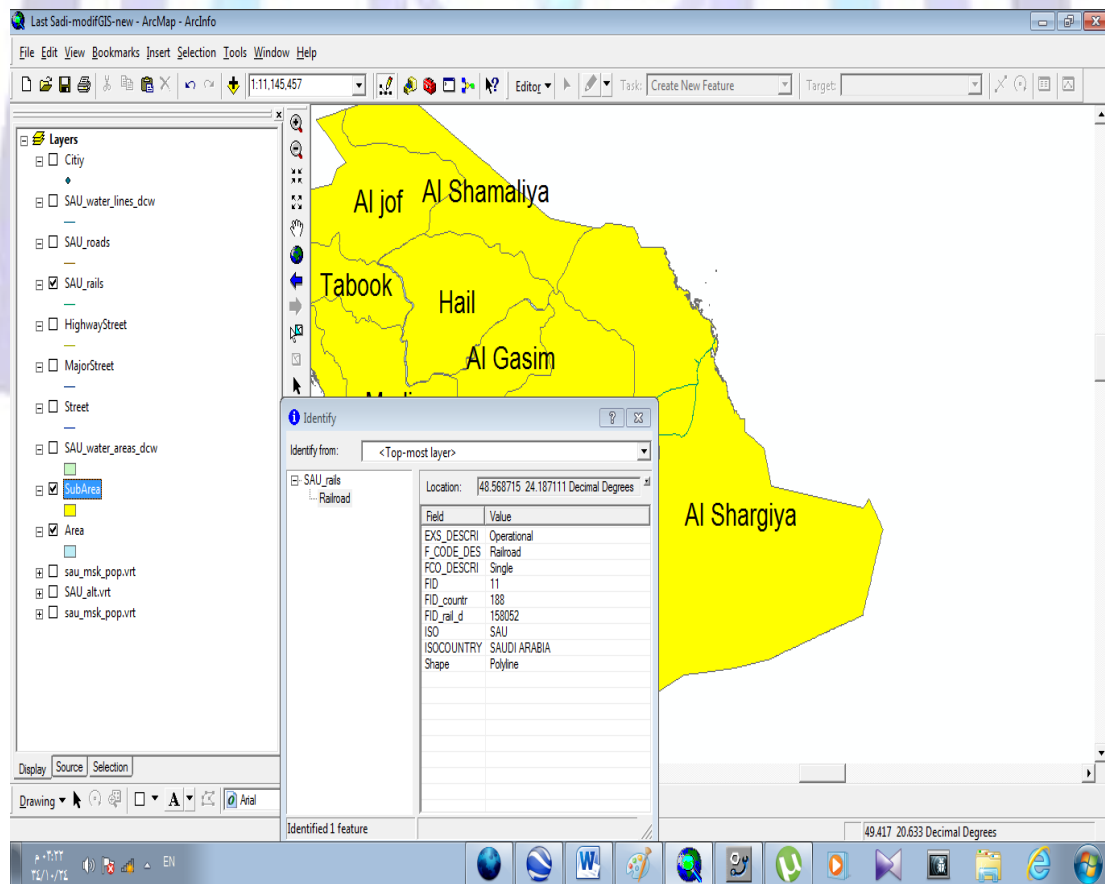 Last Sadi-modifGIS-new - ArcMap - ArcInfo
File Edit View Bookmarks Insert Selection Tools Window Help
1:11,145,457 Editor Task: Create New Feature Target:
Layers
Citiy
SAU_water_lines_dcw
SAU_roads
SAU_rails
HighwayStreet
MajorStreet
Street
SAU_water_areas_dcw
SubArea
Area
sau_msk_pop.vrt
SAU_alt.vrt
sau_msk_pop.vrt
Display Source Selection
Al jof
Al Shamaliya
Tabook
Hail
Al Gasim
Al Shargiya
Identify
Identify from: <Top-most layer>
SAU_rails
Railroad
Location: 48.568715 24.187111 Decimal Degrees
Field Value
EXS_DESCRI Operational
F_CODE_DES Railroad
FCO_DESCRI Single
FID 11
FID_countr 188
FID_rail_d 158052
ISO SAU
ISOCOUNTRY SAUDI ARABIA
Shape Polyline
Identified 1 feature
Drawing A Arial
49.417 20.633 Decimal Degrees
٠٣:٢٢ م
٣٤/١٠/٢٤
EN